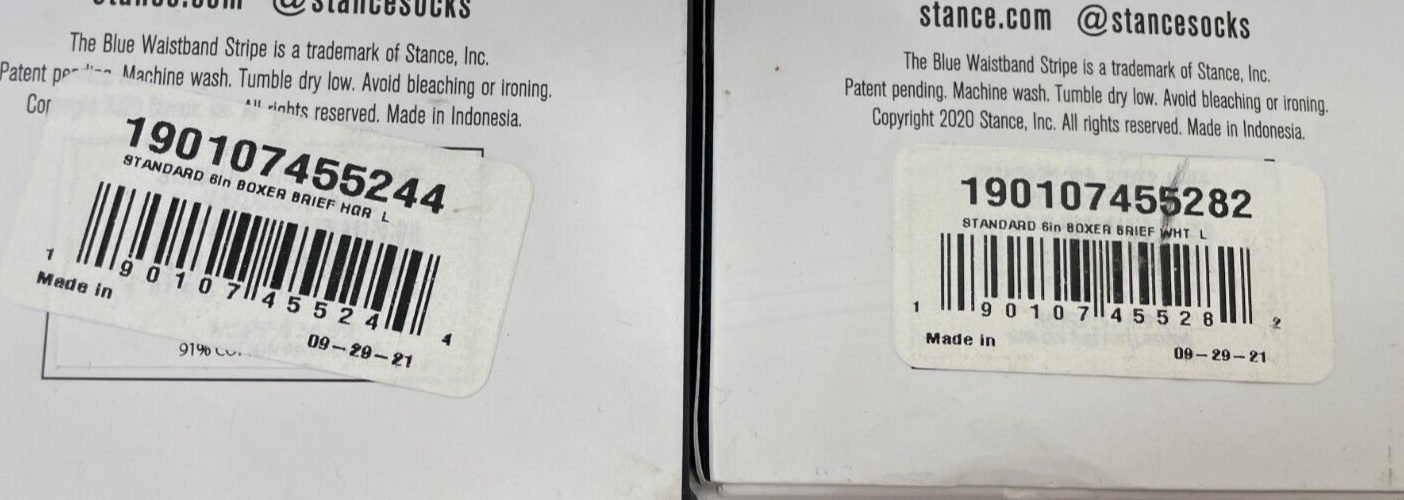 @stancesocks
The Blue Waistband Stripe is a trademark of Stance, Inc.
Patent Machine wash. Tumble dry low. Avoid bleaching or ironing.
rights reserved. Made in Indonesia.
190107455244
STANDARD 6in BOXER BRIEF HGR L
1 90107 45524 4
Made in
09-29-21
91%
stance.com @stancesocks
The Blue Waistband Stripe is a trademark of Stance, Inc.
Patent pending. Machine wash. Tumble dry low. Avoid bleaching or ironing.
Copyright 2020 Stance, Inc. All rights reserved. Made in Indonesia.
190107455282
STANDARD 6in BOXER BRIEF WHT L
1 90107 45528 2
Made in
09-29-21